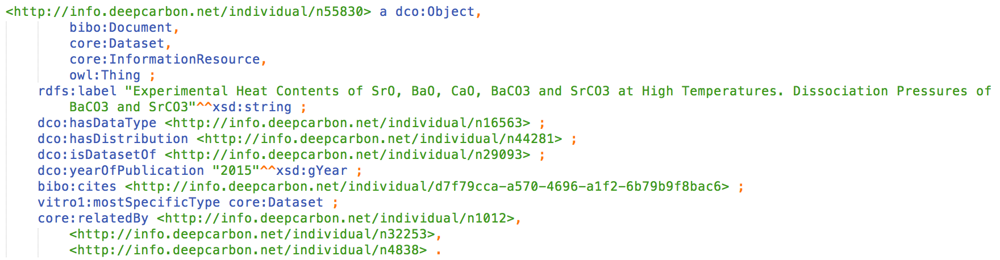 <http://info.deepcarbon.net/individual/n55830> a dco:Object,
bibo:Document,
core:Dataset,
core:InformationResource,
owl:Thing ;
rdfs:label "Experimental Heat Contents of SrO, BaO, CaO, BaCO3 and SrCO3 at High Temperatures. Dissociation Pressures of
BaCO3 and SrCO3"^^xsd:string ;
dco:hasDataType <http://info.deepcarbon.net/individual/n16563> ;
dco:hasDistribution <http://info.deepcarbon.net/individual/n44281> ;
dco:isDatasetOf <http://info.deepcarbon.net/individual/n29093> ;
dco:yearOfPublication "2015"^^xsd:gYear ;
bibo:cites <http://info.deepcarbon.net/individual/d7f79cca-a570-4696-a1f2-6b79b9f8bac6> ;
vitro1:mostSpecificType core:Dataset ;
core:relatedBy <http://info.deepcarbon.net/individual/n1012>,
<http://info.deepcarbon.net/individual/n32253>,
<http://info.deepcarbon.net/individual/n4838> .